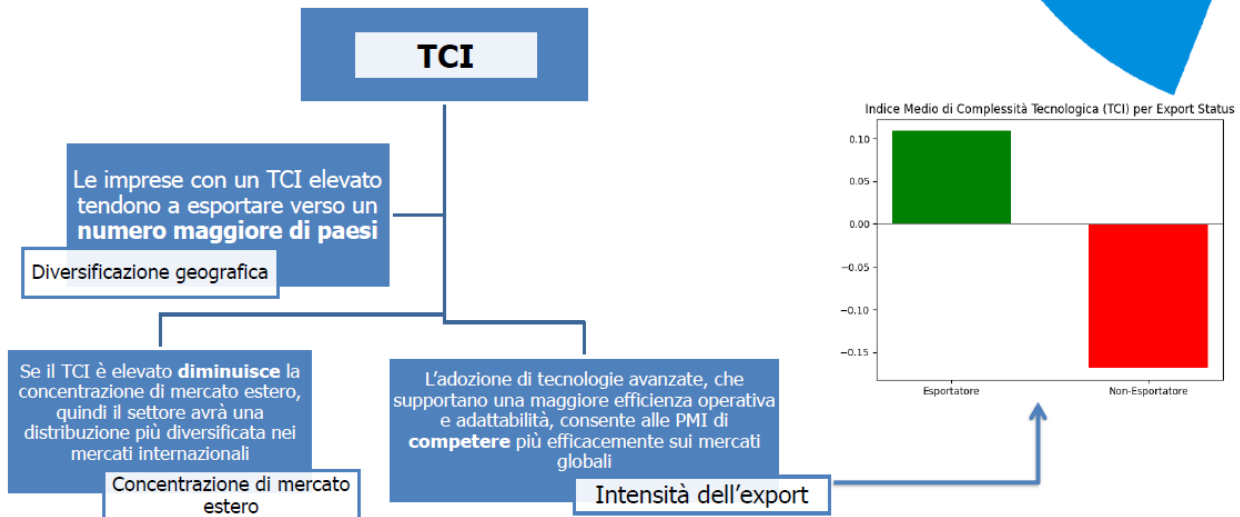 TCI
Le imprese con un TCI elevato
tendono a esportare verso un
numero maggiore di paesi
Diversificazione geografica
Se il TCI è elevato diminuisce la
concentrazione di mercato estero,
quindi il settore avrà una
distribuzione più diversificata nei
mercati internazionali
Concentrazione di mercato
estero
L'adozione di tecnologie avanzate, che
supportano una maggiore efficienza operativa
e adattabilità, consente alle PMI di
competere più efficacemente sui mercati
globali
Intensità dell'export
Indice Medio di Complessità Tecnologica (TCI) per Export Status
0.10
0.05
0.00
−0.05
−0.10
−0.15
Esportatore
Non-Esportatore